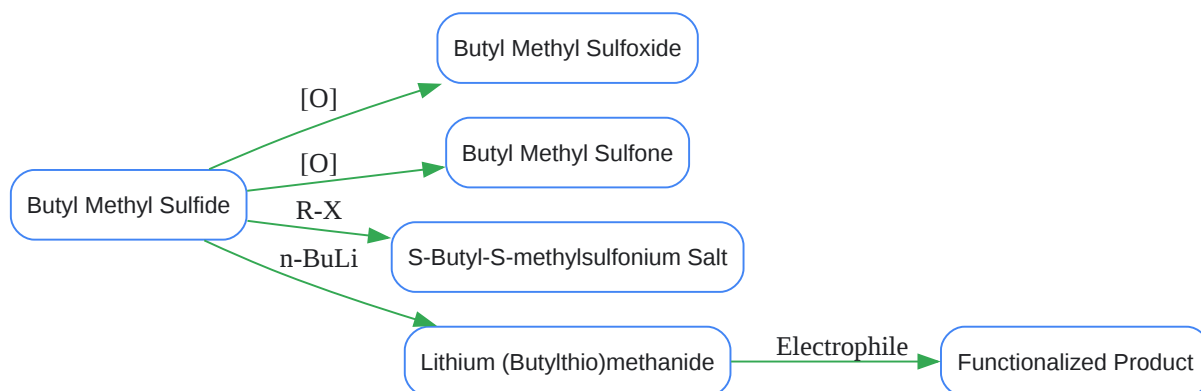 Butyl Methyl Sulfoxide
[O]
Butyl Methyl Sulfone
[O]
Butyl Methyl Sulfide
R-X
S-Butyl-S-methylsulfonium Salt
n-BuLi
Lithium (Butylthio)methanide
Electrophile
Functionalized Product